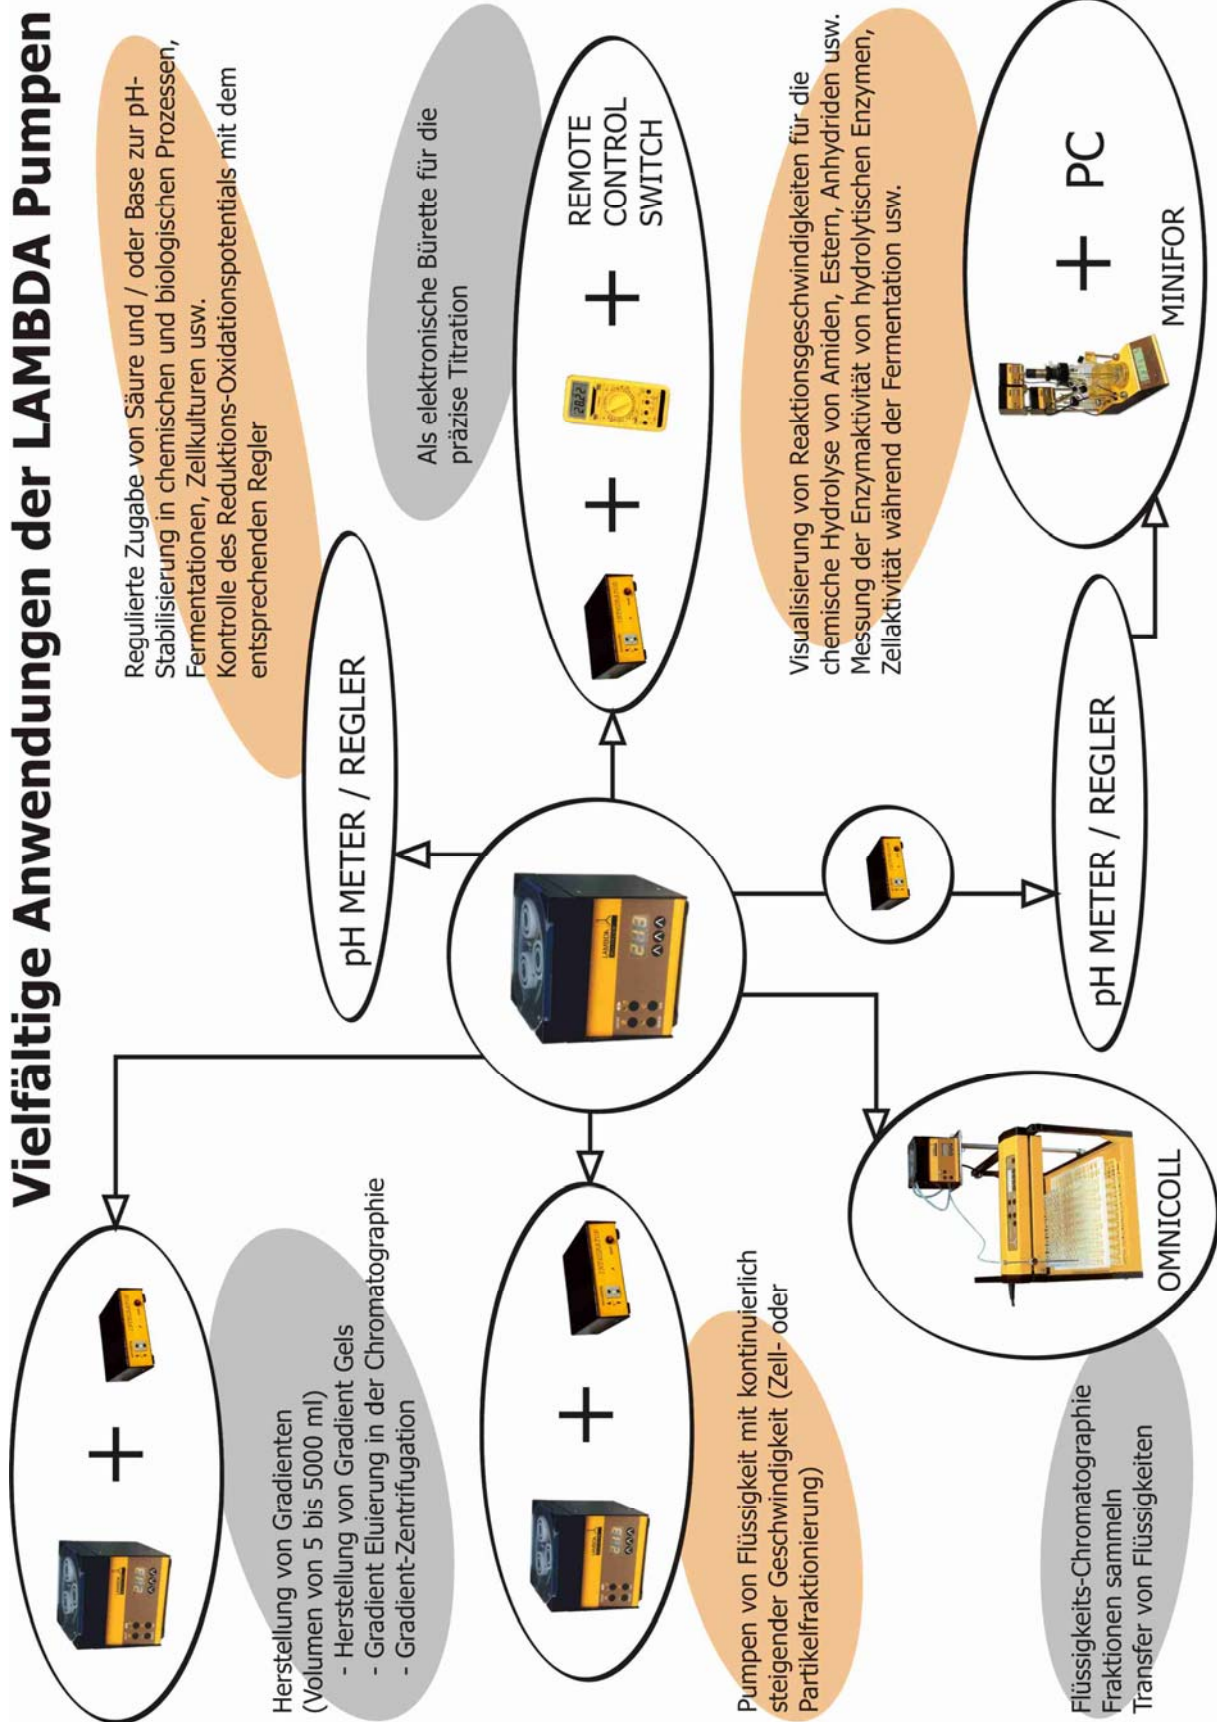 Vielfältige Anwendungen der LAMBDA Pumpen
Herstellung von Gradienten
(Volumen von 5 bis 5000 ml)
- Herstellung von Gradient Gels
- Gradient Eluierung in der Chromatographie
- Gradient-Zentrifugation
+
pH METER / REGLER
Regulierte Zugabe von Säure und / oder Base zur pH-
Stabilisierung in chemischen und biologischen Prozessen,
Fermentationen, Zellkulturen usw.
Kontrolle des Reduktions-Oxidationspotentials mit dem
entsprechenden Regler
+
Pumpen von Flüssigkeit mit kontinuierlich
steigender Geschwindigkeit (Zell- oder
Partikelfraktionierung)
LAMBDA
+
+
REMOTE
CONTROL
SWITCH
Als elektronische Bürette für die
präzise Titration
OMNICOLL
Flüssigkeits-Chromatographie
Fraktionen sammeln
Transfer von Flüssigkeiten
pH METER / REGLER
+ PC
MINIFOR
Visualisierung von Reaktionsgeschwindigkeiten für die
chemische Hydrolyse von Amiden, Estern, Anhydriden usw.
Messung der Enzymaktivität von hydrolytischen Enzymen,
Zellaktivität während der Fermentation usw.